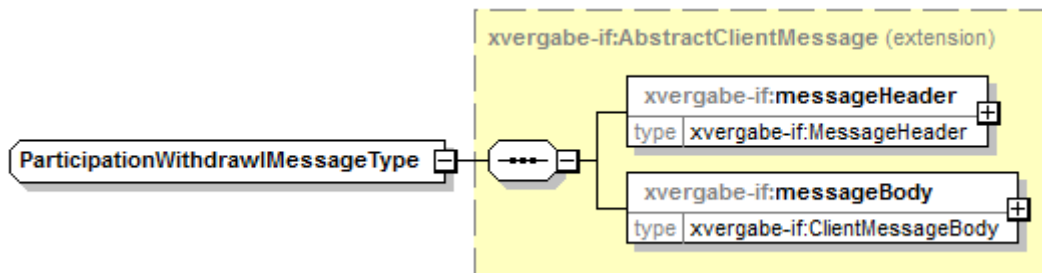 xvergabe-if:AbstractClientMessage (extension)
xvergabe-if:messageHeader
type xvergabe-if:MessageHeader
ParticipationWithdrawlMessageType
xvergabe-if:messageBody
type xvergabe-if:ClientMessageBody